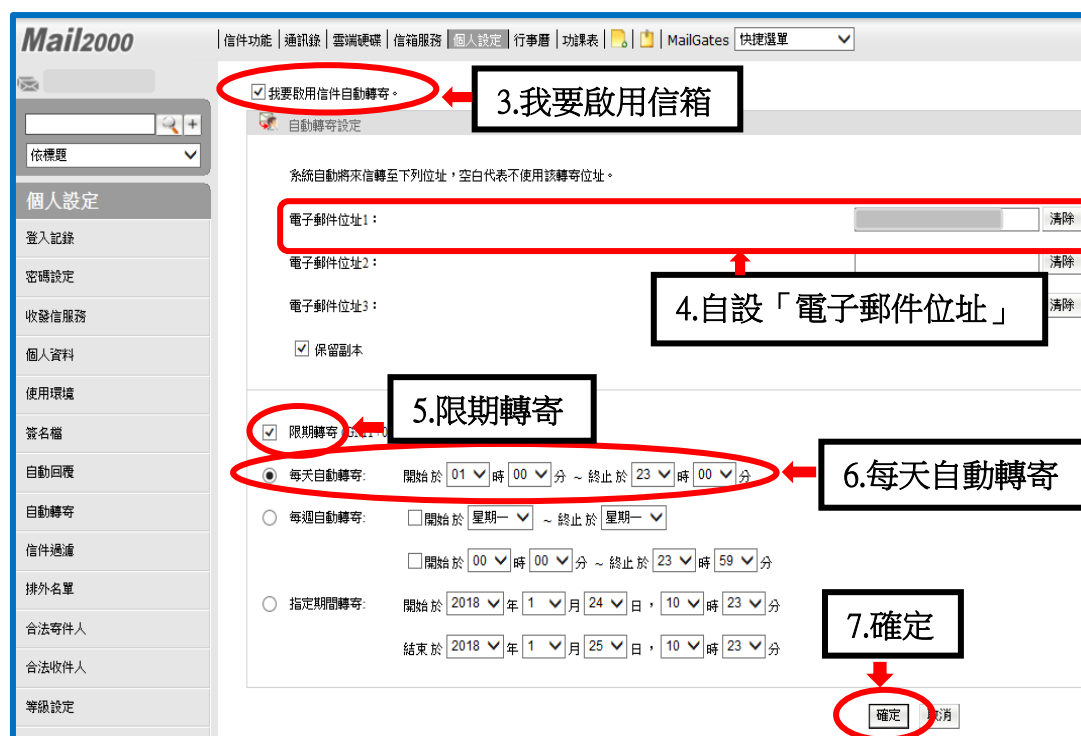 Mail2000
信件功能 | 通訊錄 | 雲端硬碟 | 信箱服務 | 個人設定 | 行事曆 | 功課表 | | | MailGates 快捷選單
我要啟用信件自動轉寄。
3.我要啟用信箱
自動轉寄設定
依標題
系統自動將來信轉至下列位址，空白代表不使用該轉寄位址。
個人設定
電子郵件位址1： 清除
登入記錄
電子郵件位址2： 清除
密碼設定
4.自設「電子郵件位址」
電子郵件位址3： 清除
收發信服務
保留副本
個人資料
使用環境
5.限期轉寄
簽名檔
限期轉寄
自動回覆
每天自動轉寄: 開始於 01 時 00 分 ~ 終止於 23 時 00 分
6.每天自動轉寄
自動轉寄
每週自動轉寄: 開始於 星期一 ~ 終止於 星期一
信件過濾
開始於 00 時 00 分 ~ 終止於 23 時 59 分
排外名單
指定期間轉寄: 開始於 2018 年 1 月 24 日， 10 時 23 分
合法寄件人
7.確定
結束於 2018 年 1 月 25 日， 10 時 23 分
合法收件人
等級設定
確定 取消